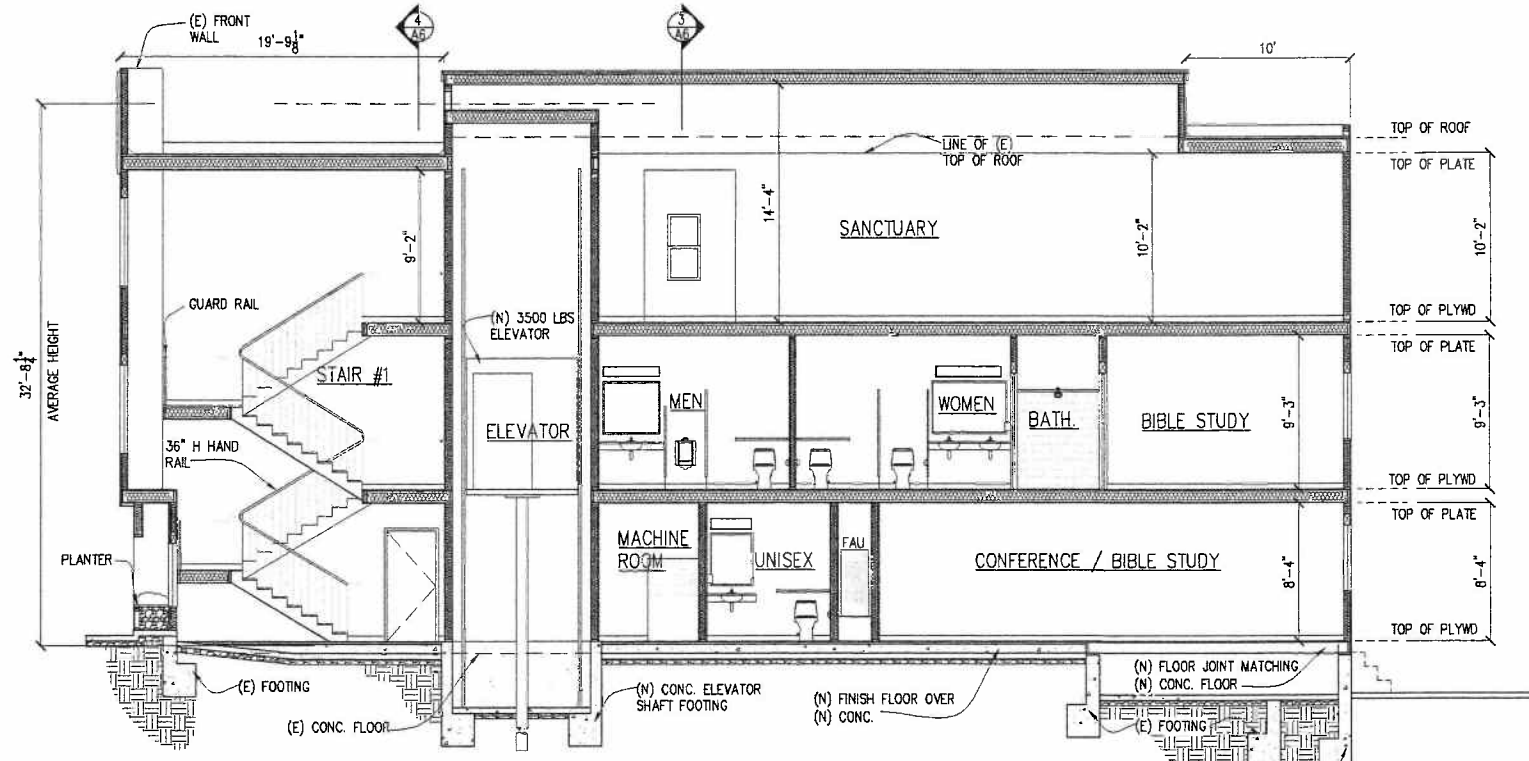 (E) FRONT
WALL
19'-9⅛"
4
A6
3
A6
10'
TOP OF ROOF
LINE OF (E)
TOP OF ROOF
TOP OF PLATE
14'-4"
SANCTUARY
9'-2"
10'-2"
10'-2"
GUARD RAIL
(N) 3500 LBS
ELEVATOR
TOP OF PLYWD
TOP OF PLATE
32'-8½"
AVERAGE HEIGHT
STAIR #1
MEN
WOMEN
BATH.
BIBLE STUDY
9'-3"
9'-3"
ELEVATOR
36" H HAND
RAIL
TOP OF PLYWD
TOP OF PLATE
PLANTER
MACHINE
ROOM
UNISEX
FAU
CONFERENCE / BIBLE STUDY
8'-4"
8'-4"
TOP OF PLYWD
(E) FOOTING
(E) CONC. FLOOR
(N) CONC. ELEVATOR
SHAFT FOOTING
(N) FINISH FLOOR OVER
(N) CONC.
(N) FLOOR JOINT MATCHING
(N) CONC. FLOOR
(E) FOOTING